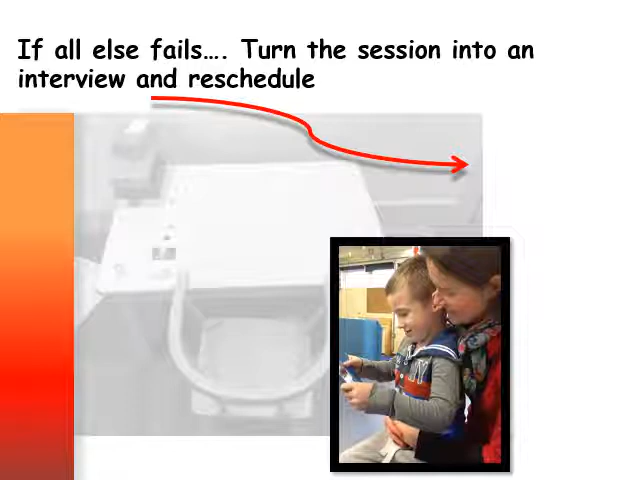 If all else fails.... Turn the session into an
interview and reschedule